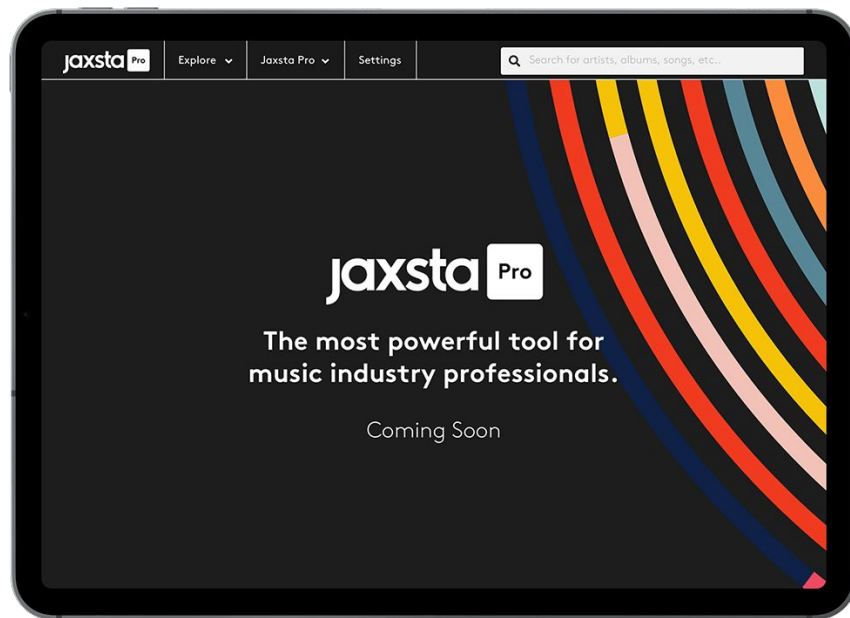 jaxsta Pro
Explore
Jaxsta Pro
Settings
Search for artists, albums, songs, etc..
jaxsta Pro
The most powerful tool for
music industry professionals.
Coming Soon